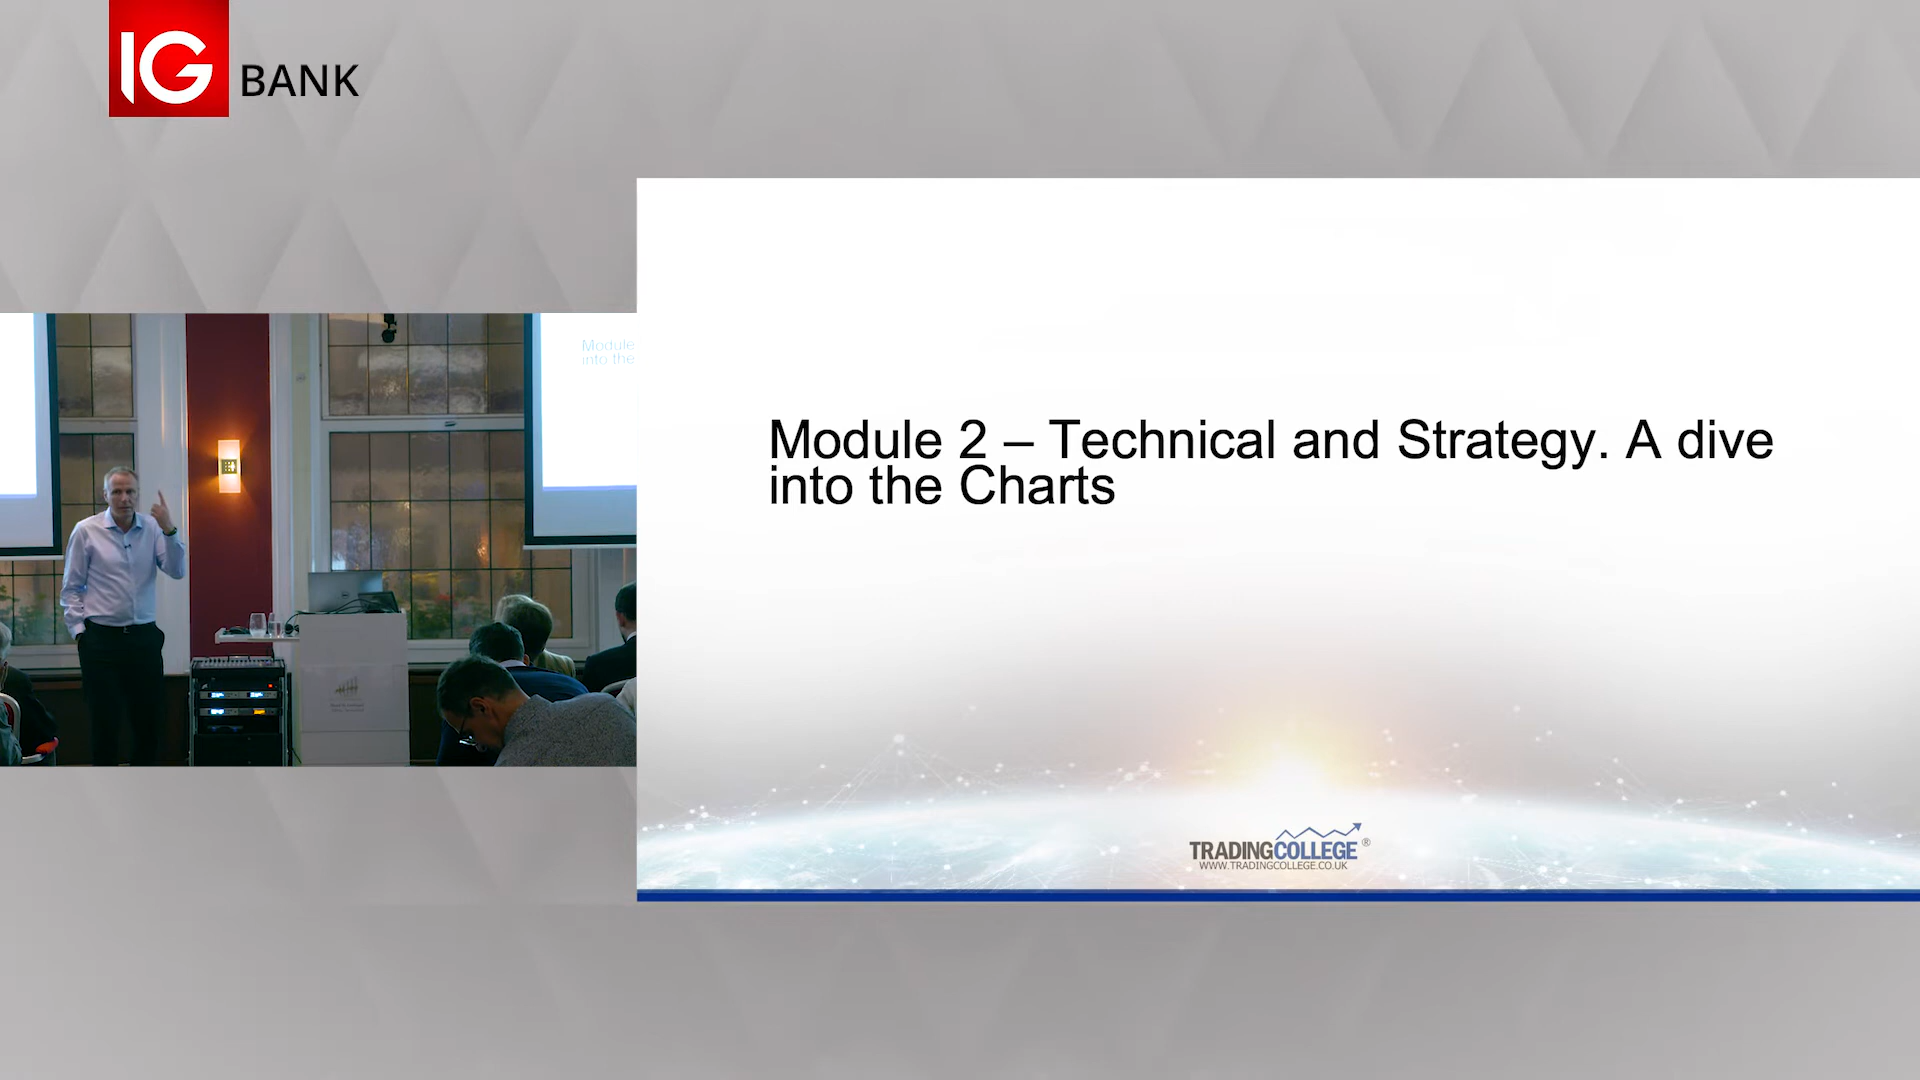 IG BANK
Module
into the
Module 2 – Technical and Strategy. A dive
into the Charts
TRADINGCOLLEGE ®
WWW.TRADINGCOLLEGE.CO.UK